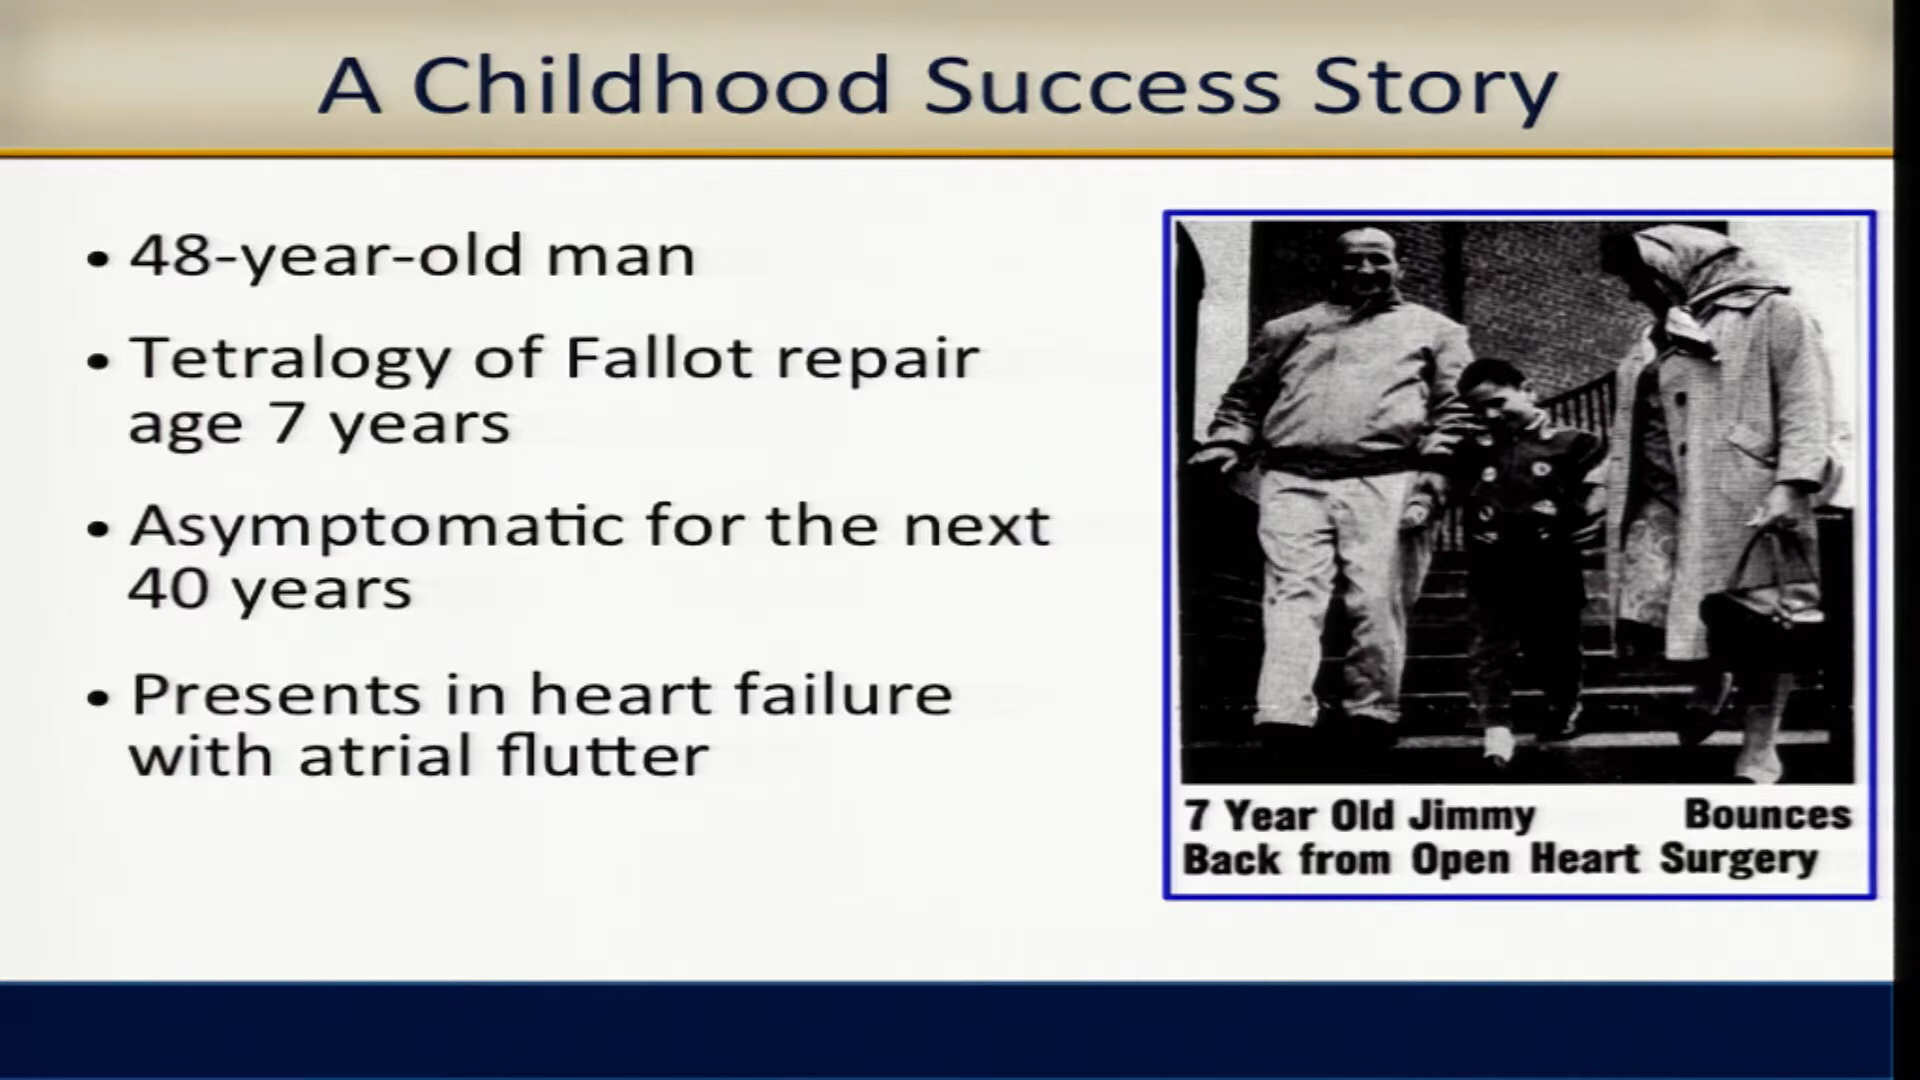 A Childhood Success Story
• 48-year-old man
• Tetralogy of Fallot repair
age 7 years
• Asymptomatic for the next
40 years
• Presents in heart failure
with atrial flutter
7 Year Old Jimmy Bounces
Back from Open Heart Surgery